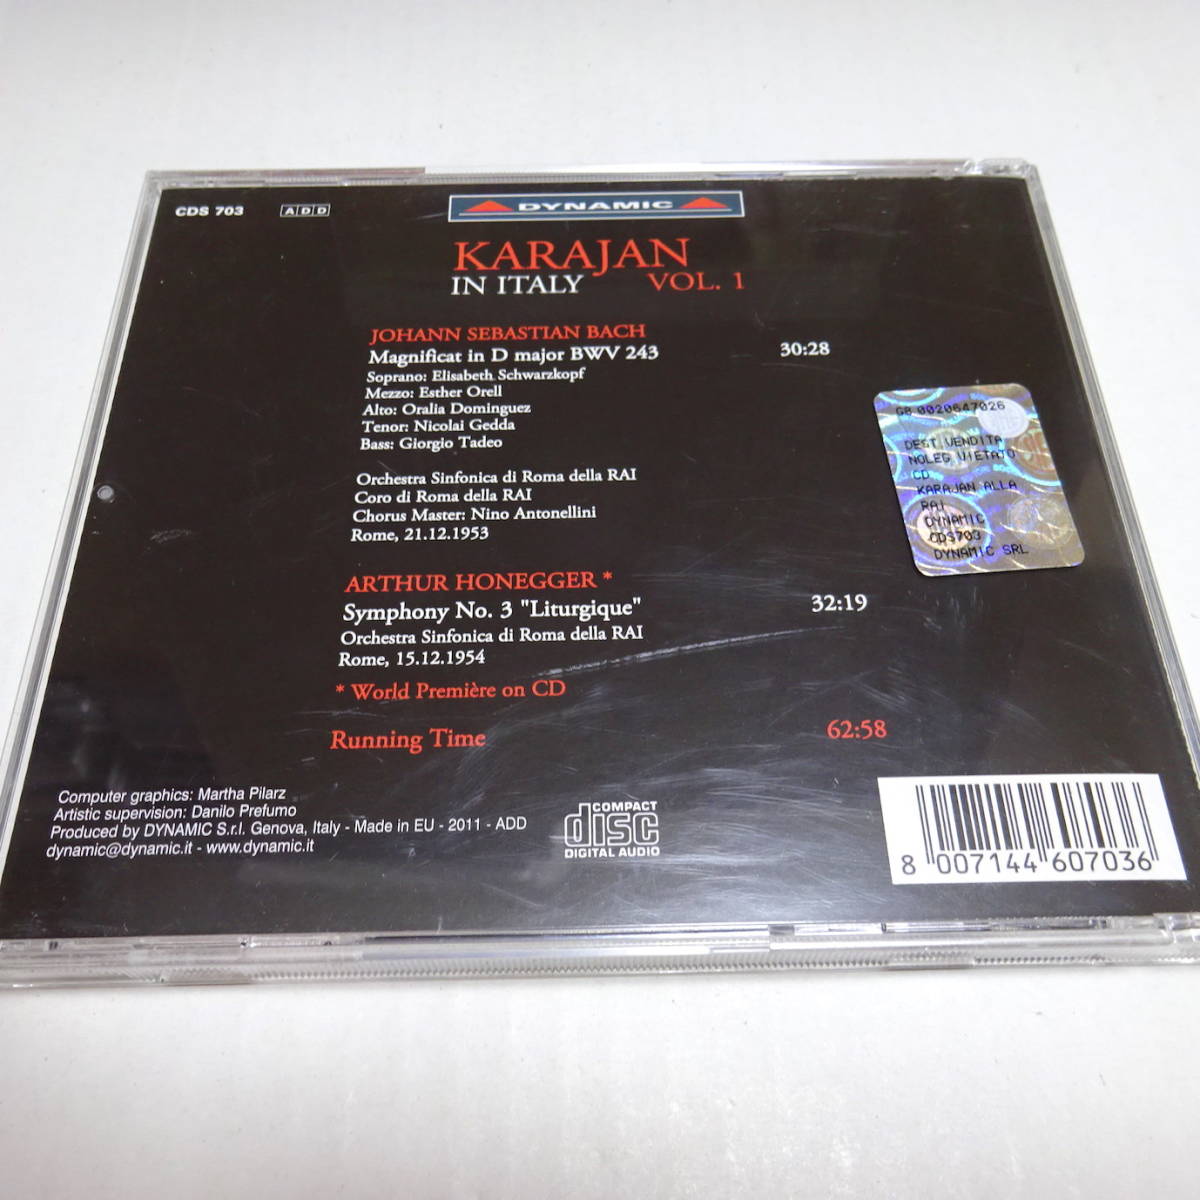 CDS 703
ADD
DYNAMIC
KARAJAN
IN ITALY VOL. 1
JOHANN SEBASTIAN BACH
Magnificat in D major BWV 243 30:28
Soprano: Elisabeth Schwarzkopf
Mezzo: Esther Orell
Alto: Oralia Dominguez
Tenor: Nicolai Gedda
Bass: Giorgio Tadeo
Orchestra Sinfonica di Roma della RAI
Coro di Roma della RAI
Chorus Master: Nino Antonellini
Rome, 21.12.1953
ARTHUR HONEGGER *
Symphony No. 3 "Liturgique" 32:19
Orchestra Sinfonica di Roma della RAI
Rome, 15.12.1954
* World Première on CD
Running Time 62:58
GB 0020647026
DEST.VENDITA
NOLEG.VIETATO
CD
KARAJAN ALLA
RAI
DYNAMIC
CDS703
DYNAMIC SRL
Computer graphics: Martha Pilarz
Artistic supervision: Danilo Prefumo
Produced by DYNAMIC S.r.l. Genova, Italy - Made in EU - 2011 - ADD
dynamic@dynamic.it - www.dynamic.it
COMPACT
disc
DIGITAL AUDIO
8 007144 607036